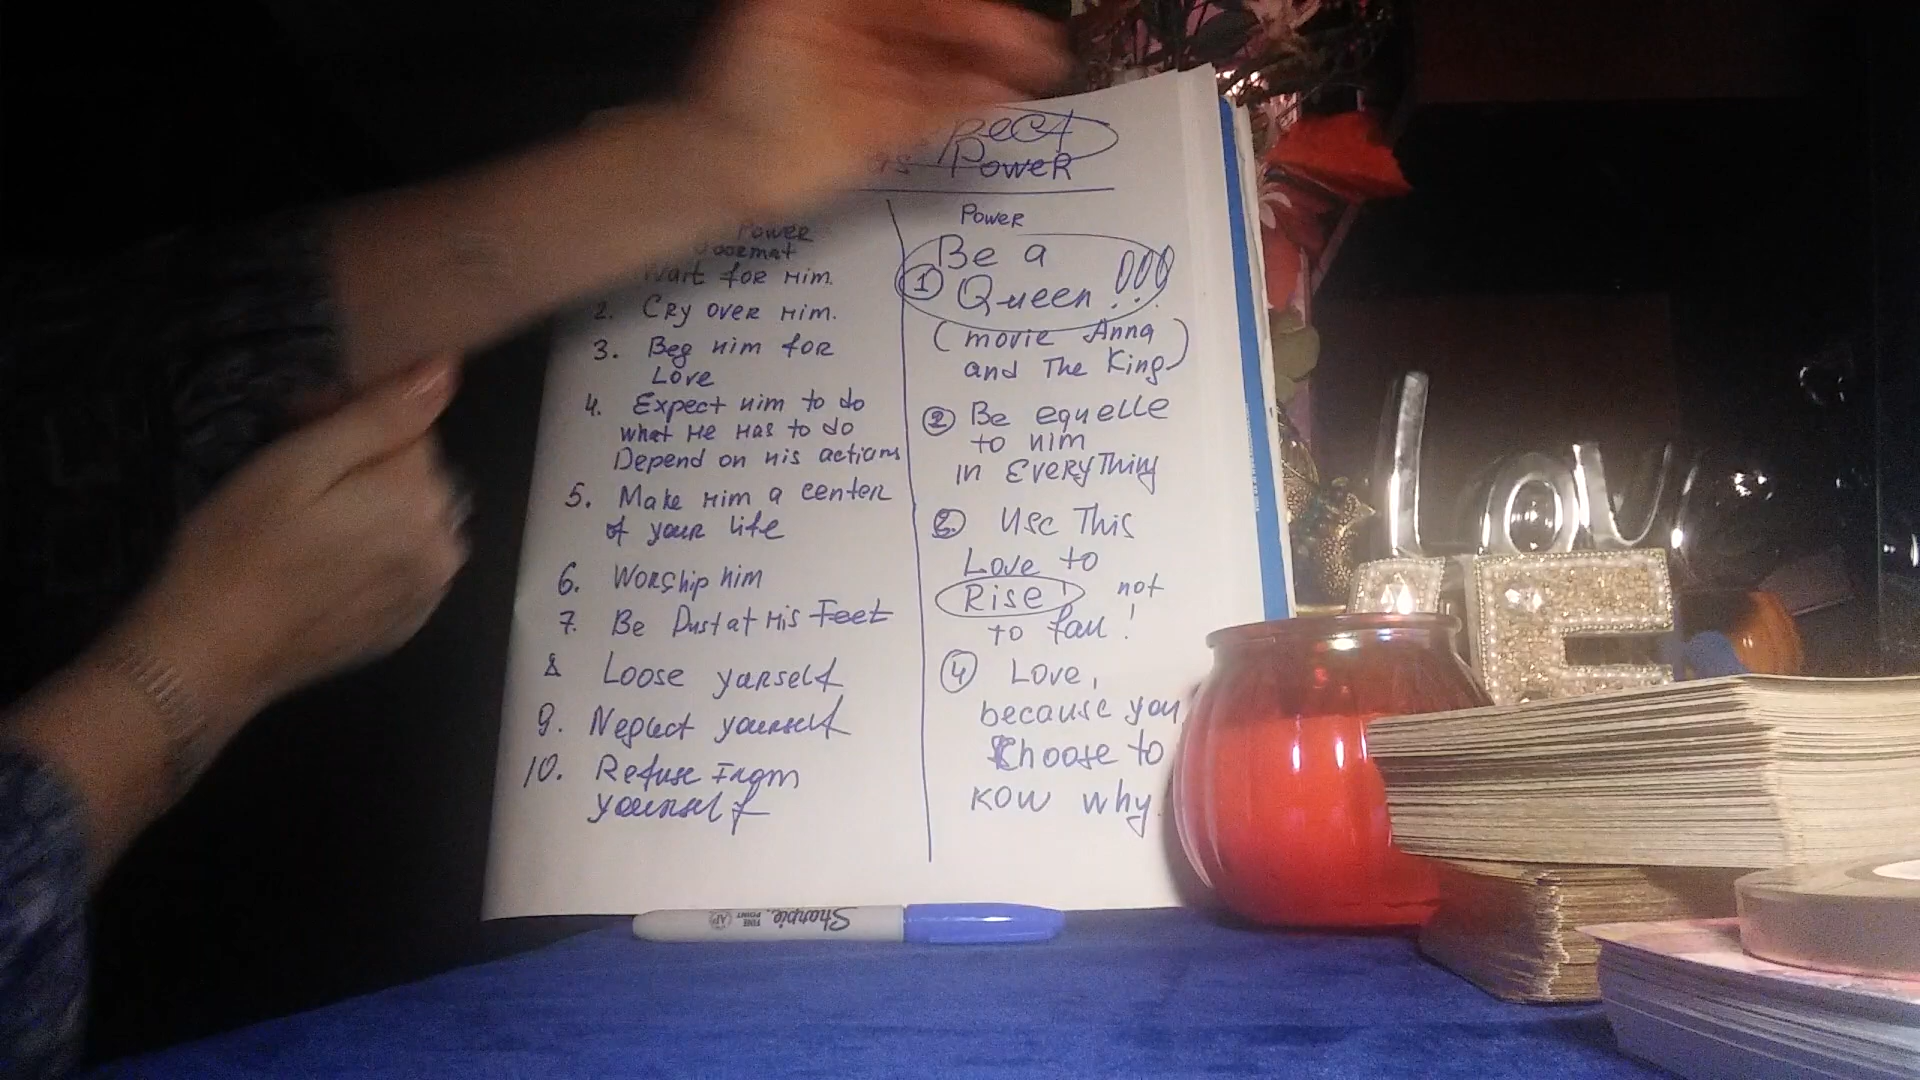 Power
Power
Doormat
Wait for Him.
2. Cry over Him.
3. Beg him for
Love
4. Expect him to do
what He Has to do
Depend on his actions
5. Make Him a center
of your life
6. Worship him
7. Be Dust at His Feet
8 Loose yourself
9. Neglect yourself
10. Refuse From
yourself
Power
Be a
1 Queen!!!
(movie Anna
and The King)
2 Be equelle
to him
in EveryThing
3 Use This
Love to
Rise! not
to fall!
4 Love,
because you
Choose to
Kow why.
Sharpie
FINE
POINT
AP
LOV
E